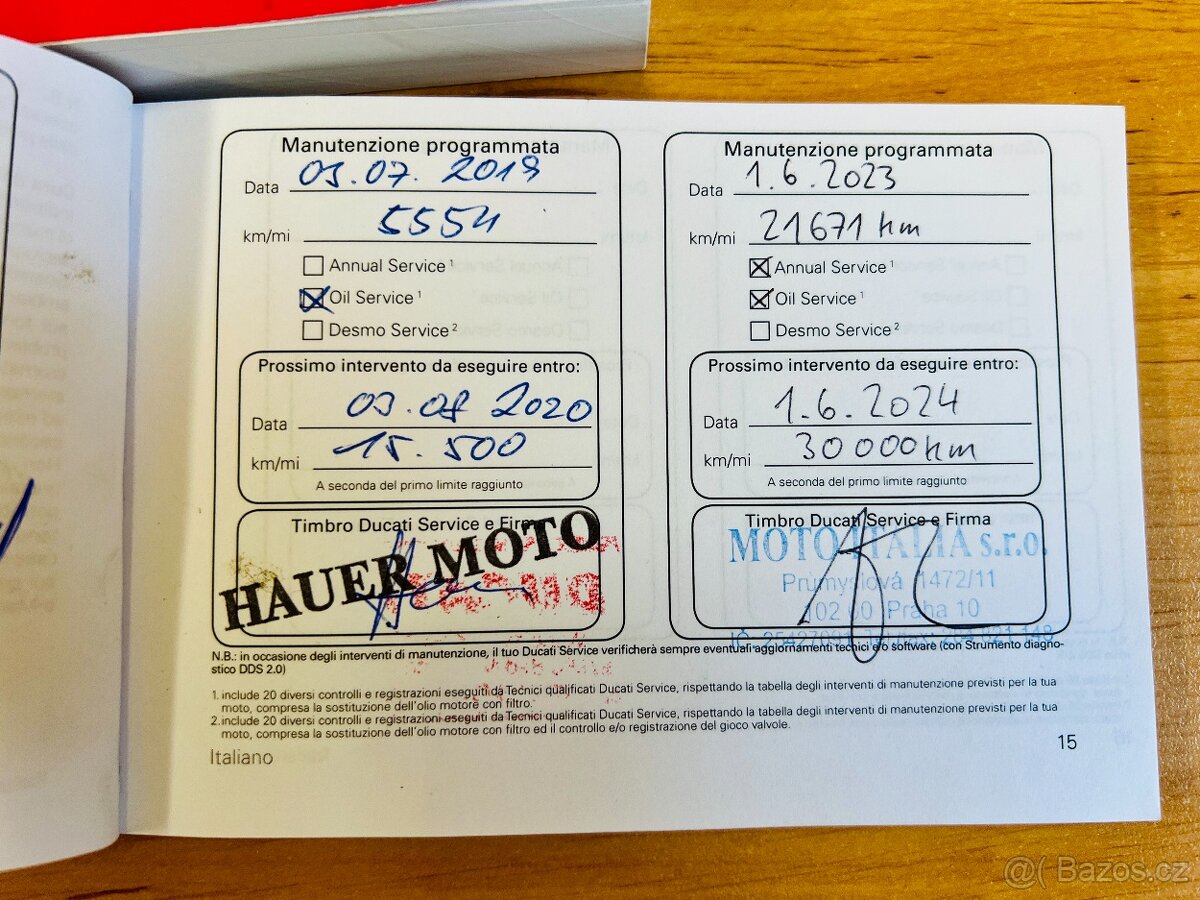 Manutenzione programmata
Data 03.07. 2019
km/mi 5554
Annual Service ¹
Oil Service ¹
Desmo Service ²
Prossimo intervento da eseguire entro:
Data 03.08 2020
km/mi 15.500
A seconda del primo limite raggiunto
Timbro Ducati Service e Firma
HAUER MOTO
Manutenzione programmata
Data 1.6.2023
km/mi 21671 km
Annual Service ¹
Oil Service ¹
Desmo Service ²
Prossimo intervento da eseguire entro:
Data 1.6.2024
km/mi 30 000 km
A seconda del primo limite raggiunto
Timbro Ducati Service e Firma
MOTO ITALIA s.r.o.
Průmyslová 1472/11
102 00 Praha 10
N.B.: in occasione degli interventi di manutenzione, il tuo Ducati Service verificherà sempre eventuali aggiornamenti tecnici e/o software (con Strumento diagno-
stico DDS 2.0)
1. include 20 diversi controlli e registrazioni eseguiti da Tecnici qualificati Ducati Service, rispettando la tabella degli interventi di manutenzione previsti per la tua
moto, compresa la sostituzione dell'olio motore con filtro.
2. include 20 diversi controlli e registrazioni eseguiti da Tecnici qualificati Ducati Service, rispettando la tabella degli interventi di manutenzione previsti per la tua
moto, compresa la sostituzione dell'olio motore con filtro ed il controllo e/o registrazione del gioco valvole.
Italiano
15
@( Bazos.cz